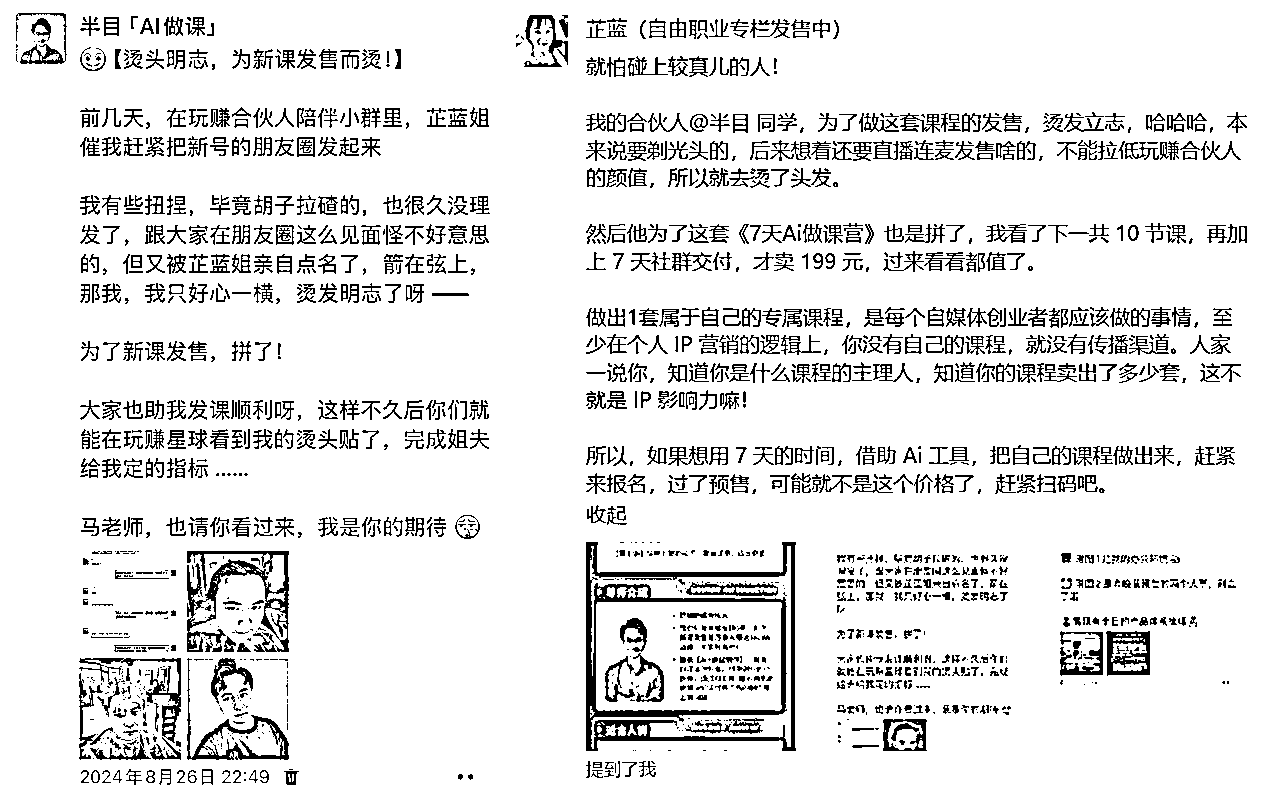 半目「AI做课」
【烫头明志，为新课发售而烫！】
前几天，在玩赚合伙人陪伴小群里，芷蓝姐
催我赶紧把新号的朋友圈发起来
我有些扭捏，毕竟胡子拉碴的，也很久没理
发了，跟大家在朋友圈这么见面怪不好意思
的，但又被芷蓝姐亲自点名了，箭在弦上，
那我，我只好心一横，烫发明志了呀 ——
为了新课发售，拼了！
大家也助我发课顺利呀，这样不久后你们就
能在玩赚星球看到我的烫头贴了，完成姐夫
给我定的指标 ......
马老师，也请你看过来，我是你的期待
2024年8月26日 22:49
芷蓝（自由职业专栏发售中）
就怕碰上较真儿的人！
我的合伙人@半目 同学，为了做这套课程的发售，烫发立志，哈哈哈，本
来说要剃光头的，后来想着还要直播连麦发售啥的，不能拉低玩赚合伙人
的颜值，所以就去烫了头发。
然后他为了这套《7天Ai做课营》也是拼了，我看了下一共 10 节课，再加
上 7 天社群交付，才卖 199 元，过来看看都值了。
做出1套属于自己的专属课程，是每个自媒体创业者都应该做的事情，至
少在个人 IP 营销的逻辑上，你没有自己的课程，就没有传播渠道。人家
一说你，知道你是什么课程的主理人，知道你的课程卖出了多少套，这不
就是 IP 影响力嘛！
所以，如果想用 7 天的时间，借助 Ai 工具，把自己的课程做出来，赶紧
来报名，过了预售，可能就不是这个价格了，赶紧扫码吧。
收起
为了新课发售，拼了！
提到了我